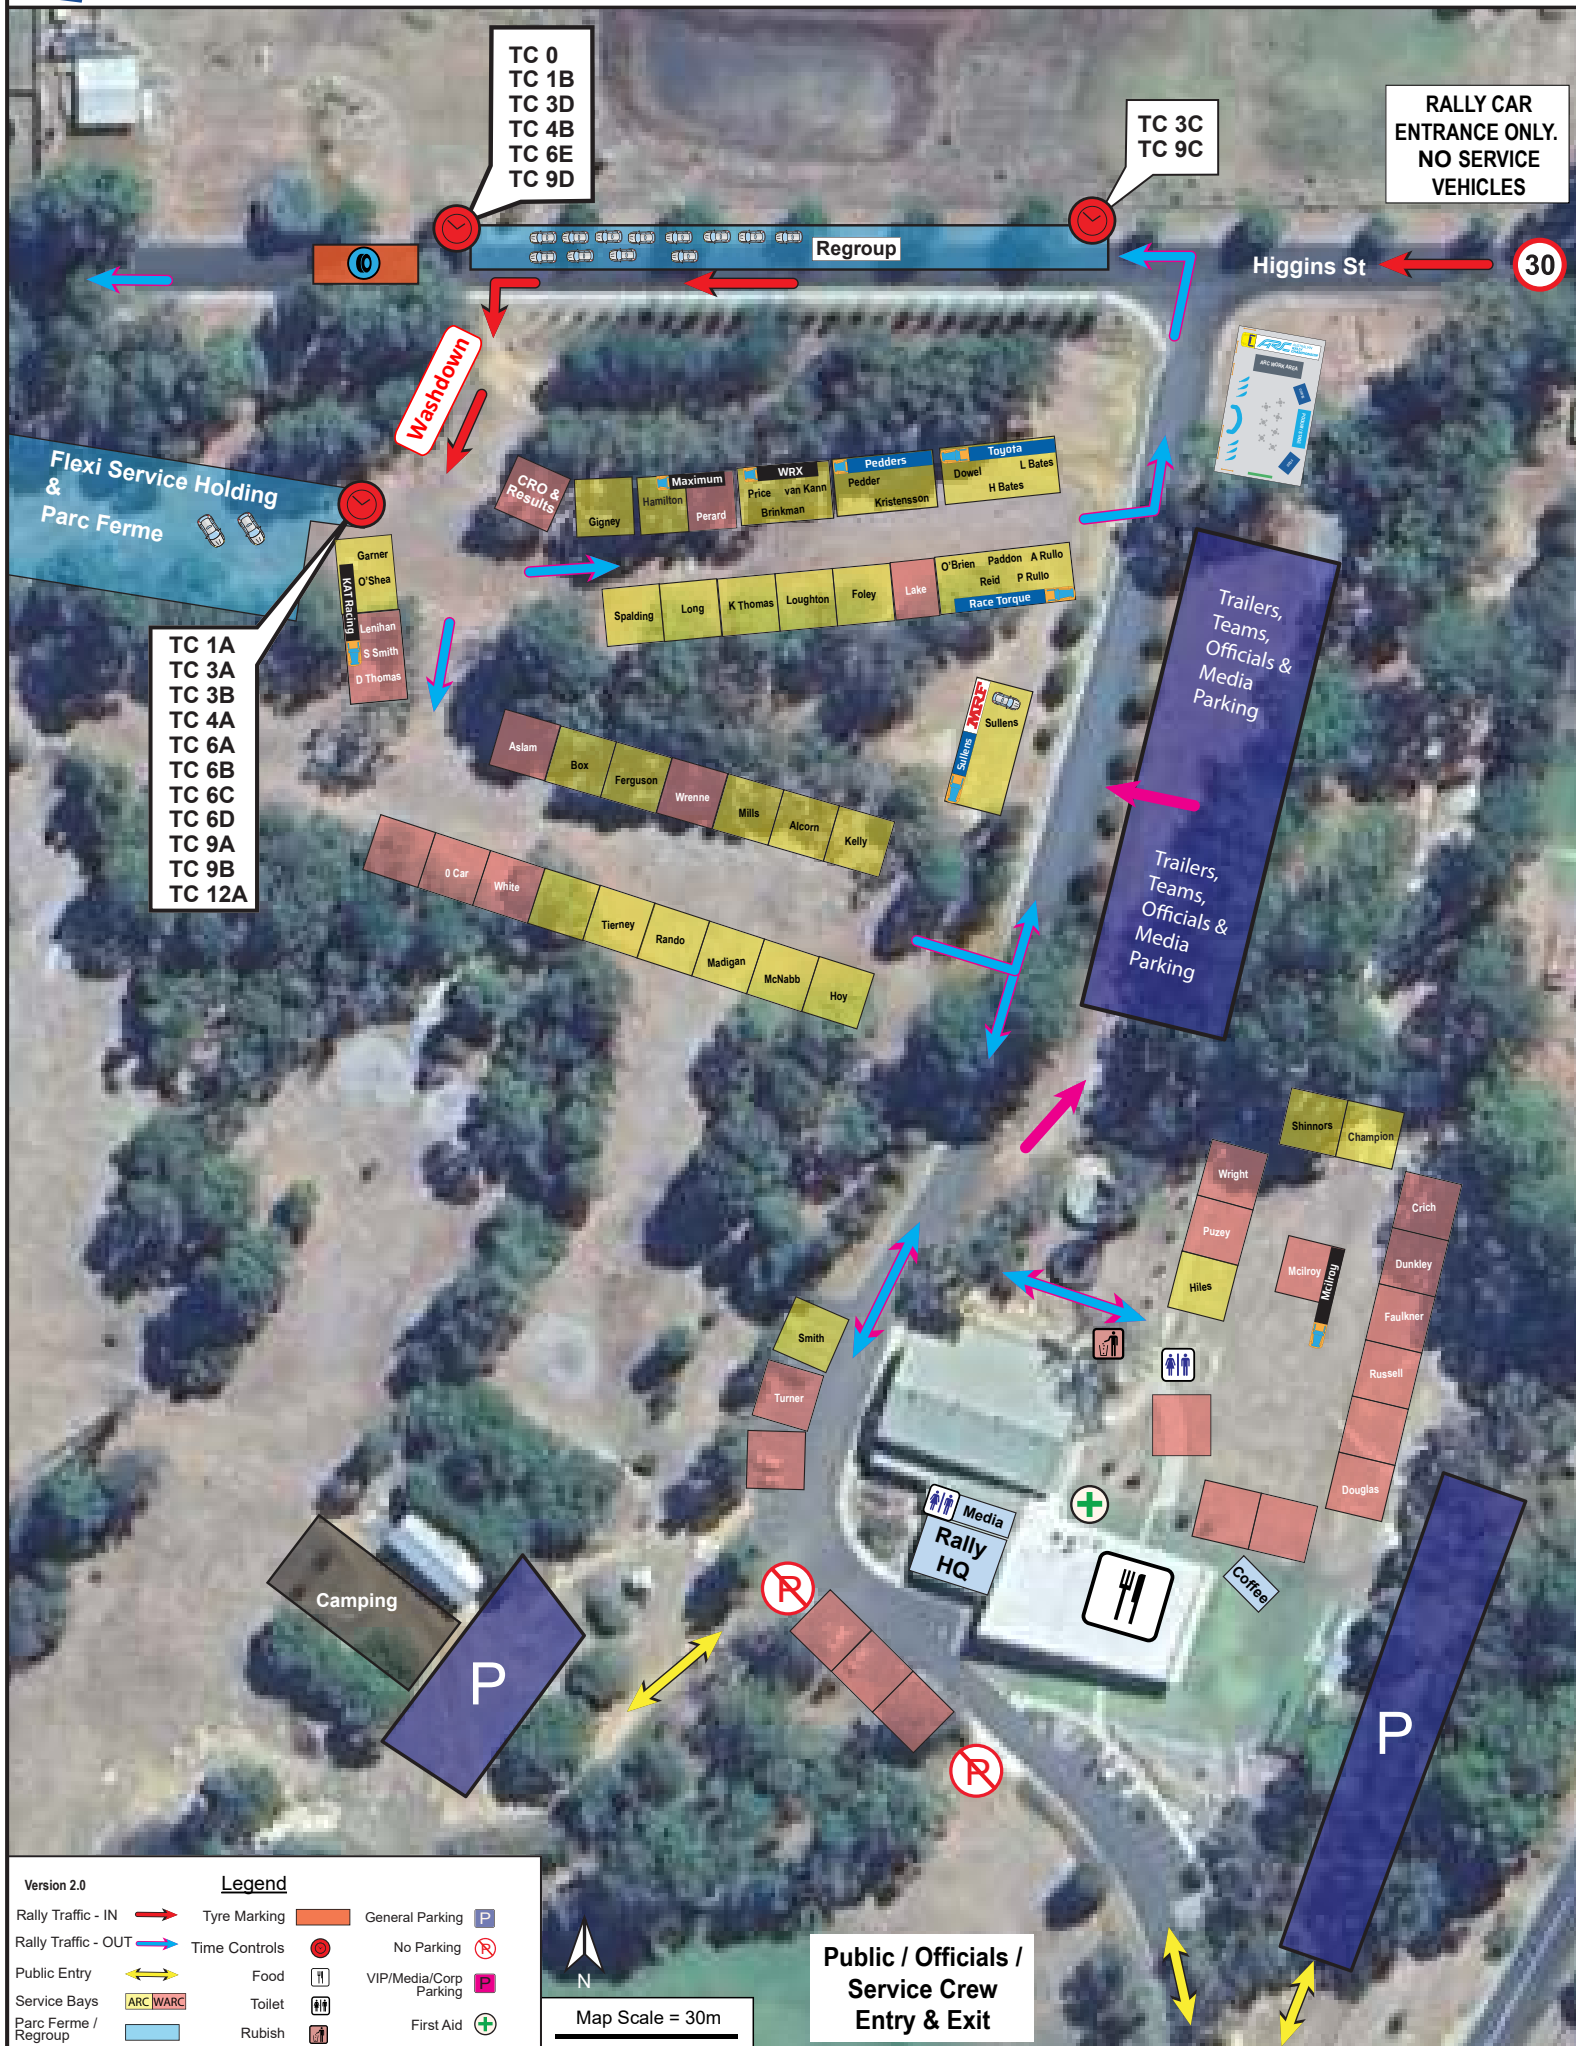 TC 0
TC 1B
TC 3D
TC 4B
TC 6E
TC 9D
TC 3C
TC 9C
RALLY CAR
ENTRANCE ONLY.
NO SERVICE
VEHICLES
Regroup
Higgins St
30
Washdown
ARC
ARC WORK AREA
Flexi Service Holding
&
Parc Ferme
CRO &
Results
Gigney
Maximum
Hamilton
Perard
WRX
Price van Kann
Brinkman
Pedders
Pedder
Kristensson
Toyota
Dowel L Bates
H Bates
Garner
O'Shea
KAT Racing
Lenihan
S Smith
D Thomas
Spalding
Long
K Thomas
Loughton
Foley
Lake
O'Brien Paddon A Rullo
Reid P Rullo
Race Torque
TC 1A
TC 3A
TC 3B
TC 4A
TC 6A
TC 6B
TC 6C
TC 6D
TC 9A
TC 9B
TC 12A
Trailers,
Teams,
Officials &
Media
Parking
MRF
Sullens
Sullens
Aslam
Box
Ferguson
Wrenne
Mills
Alcorn
Kelly
0 Car
White
Tierney
Rando
Madigan
McNabb
Hoy
Trailers,
Teams,
Officials &
Media
Parking
Shinnors
Champion
Wright
Puzey
Hiles
Mcilroy
Mcilroy
Crich
Dunkley
Faulkner
Russell
Douglas
Smith
Turner
Media
Rally
HQ
Coffee
Camping
P
P
P
P
Version 2.0
Legend
Rally Traffic - IN
Rally Traffic - OUT
Public Entry
Service Bays
ARC WARC
Parc Ferme /
Regroup
Tyre Marking
Time Controls
Food
Toilet
Rubish
General Parking
P
No Parking
P
VIP/Media/Corp
Parking
P
First Aid
N
Map Scale = 30m
Public / Officials /
Service Crew
Entry & Exit